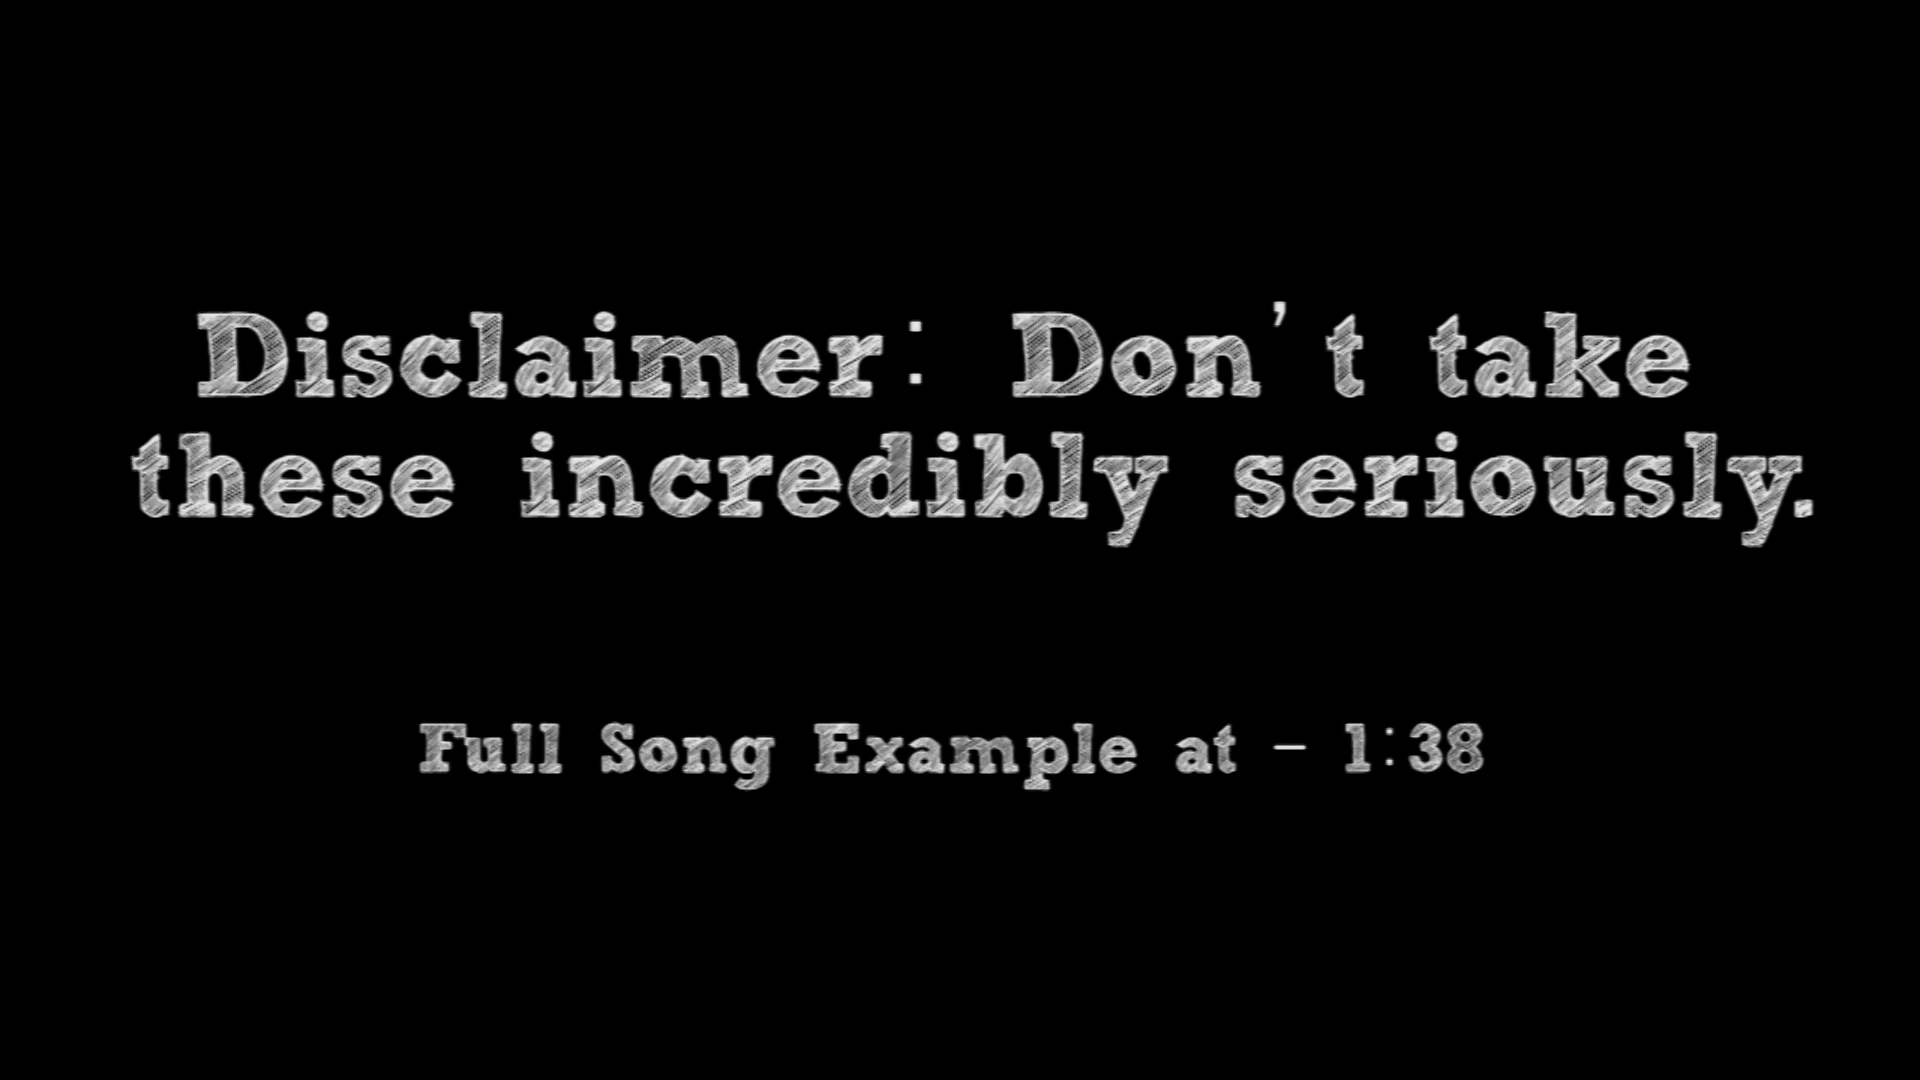 Disclaimer: Don't take
these incredibly seriously.
Full Song Example at - 1:38